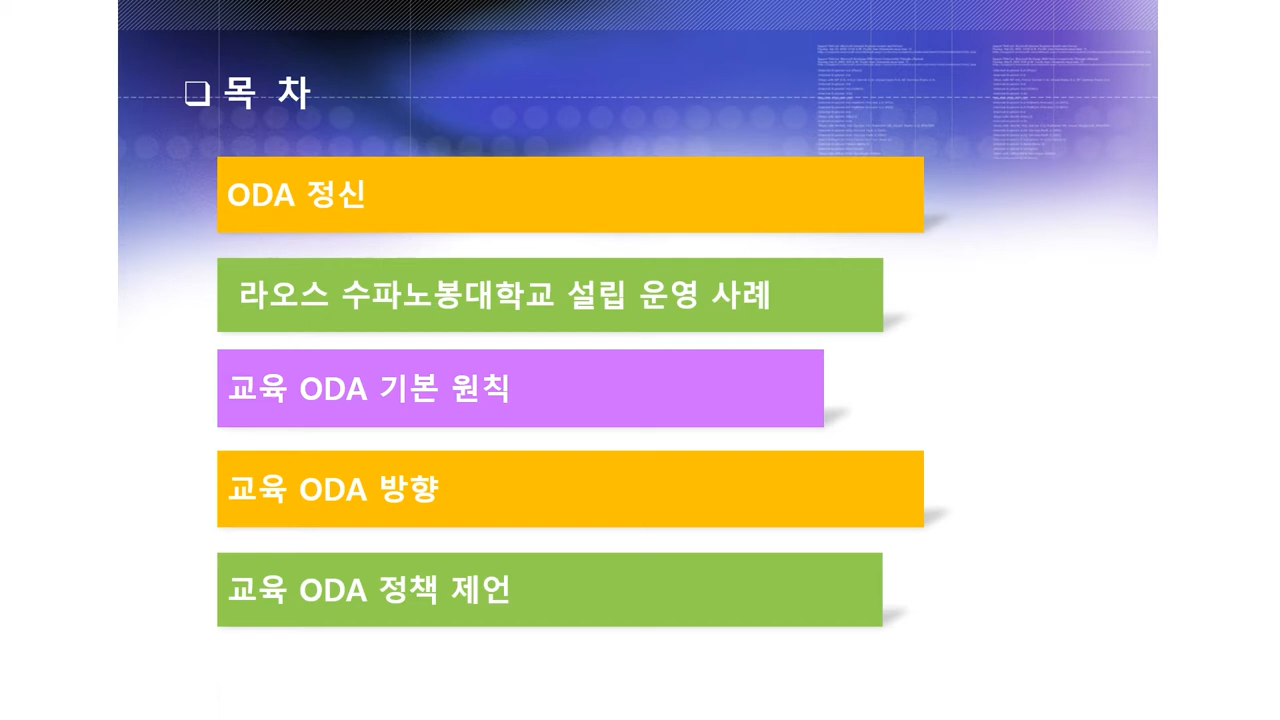 ❑ 목 차
ODA 정신
라오스 수파노봉대학교 설립 운영 사례
교육 ODA 기본 원칙
교육 ODA 방향
교육 ODA 정책 제언